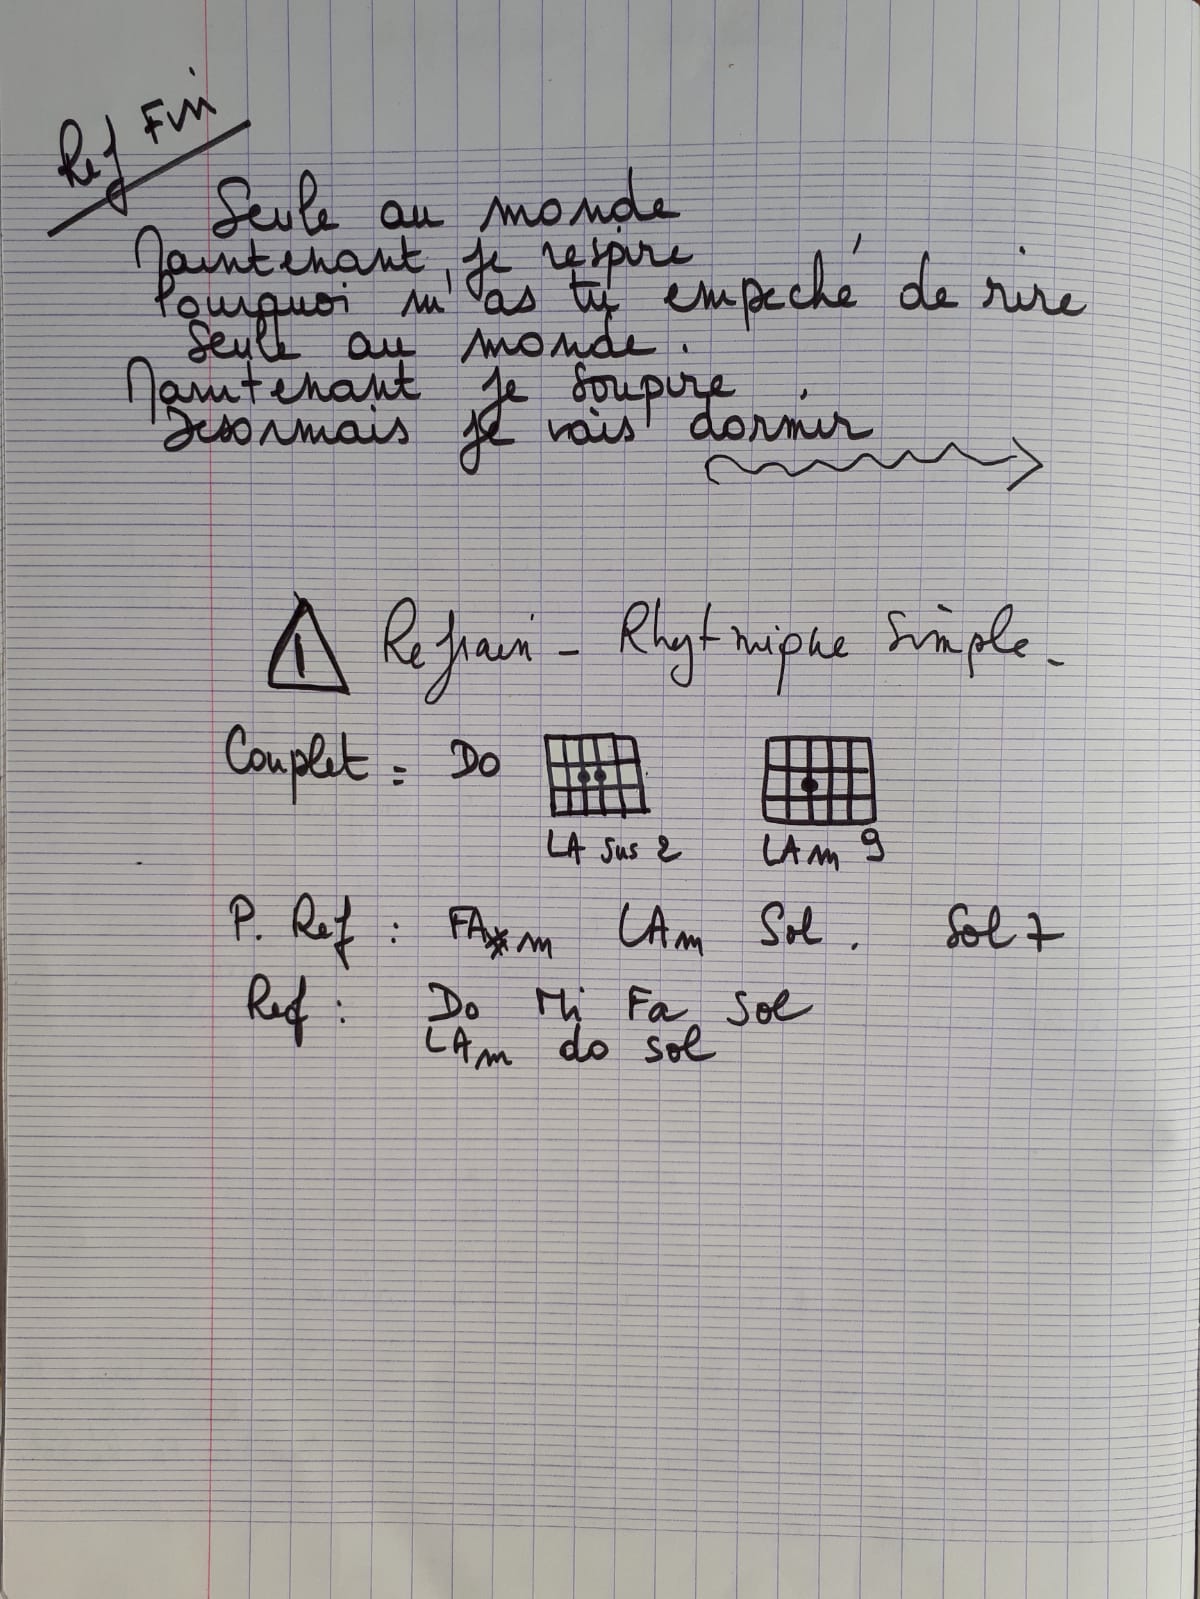 Ref Fin
Seule au monde
Maintenant, je respire
Pourquoi m'as tu empeché de rire
Seule au monde.
Maintenant je soupire
Desormais je vais dormir
Refrain - Rhytmique Simple.
Couplet = Do
LA sus 2 LAm 9
P. Ref : FA*m LAm Sol. Sol 7
Ref : Do Mi Fa Sol
LAm do sol